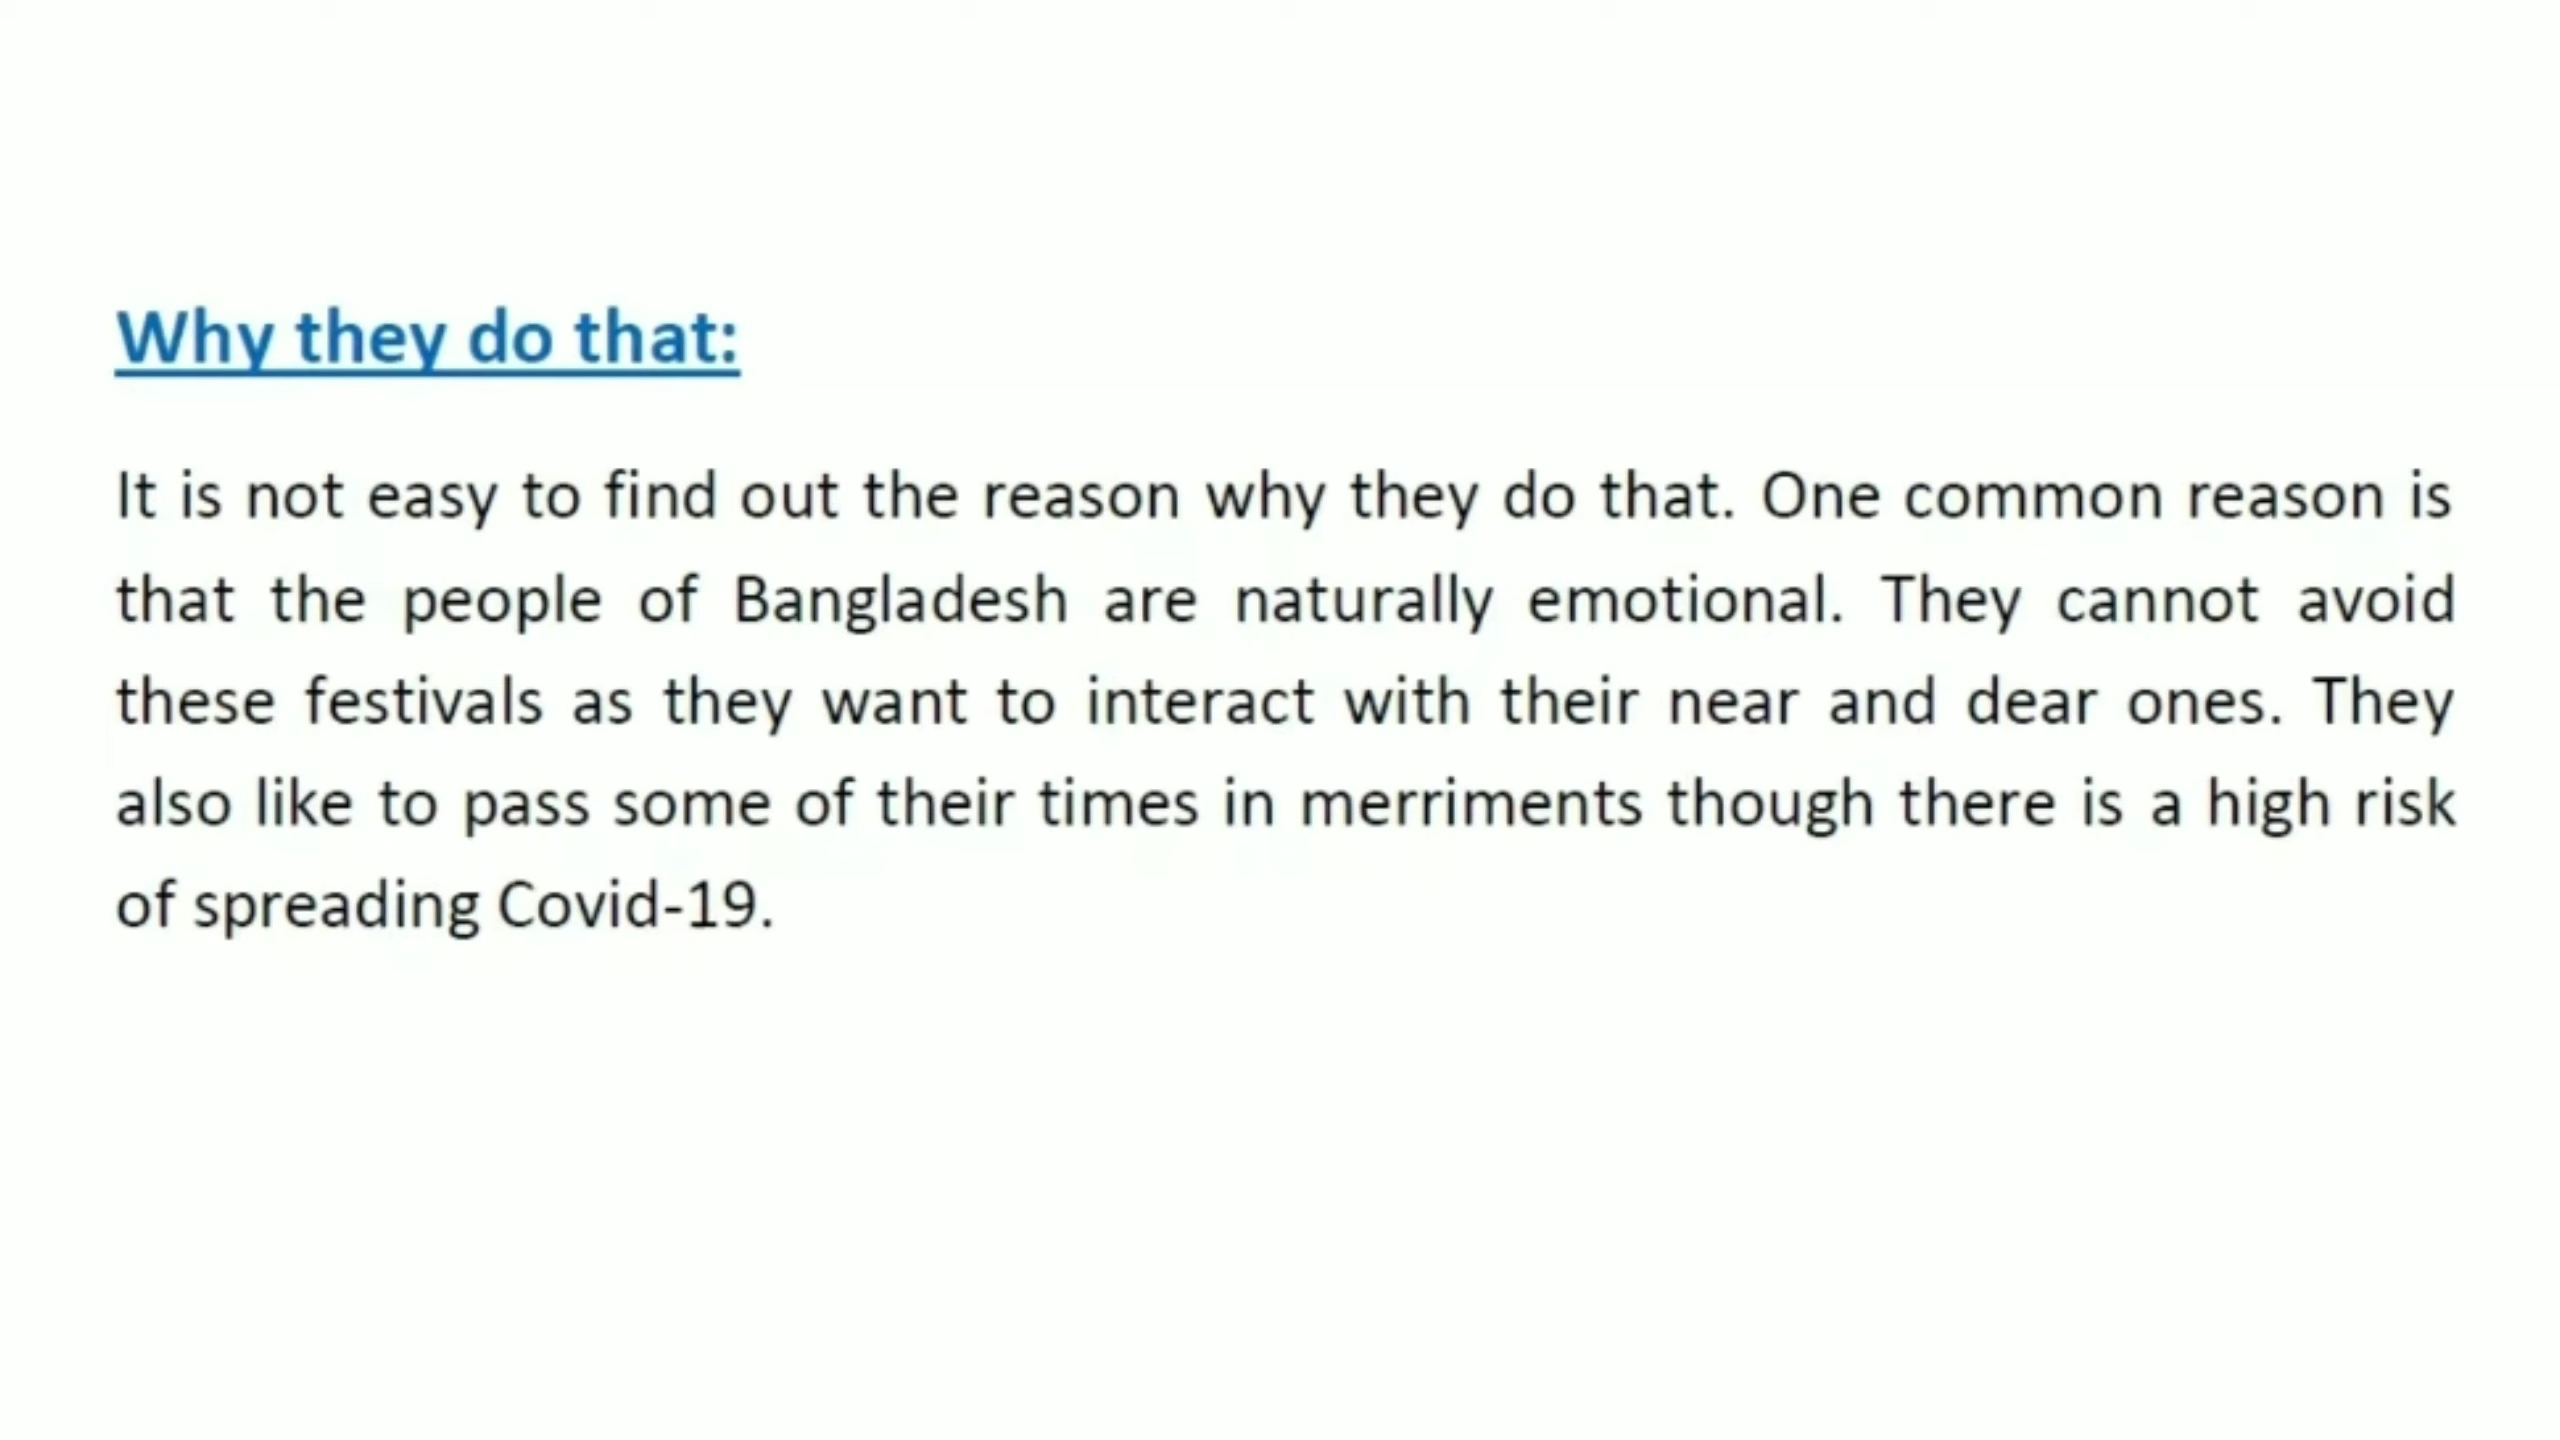 Why they do that:
It is not easy to find out the reason why they do that. One common reason is
that the people of Bangladesh are naturally emotional. They cannot avoid
these festivals as they want to interact with their near and dear ones. They
also like to pass some of their times in merriments though there is a high risk
of spreading Covid-19.